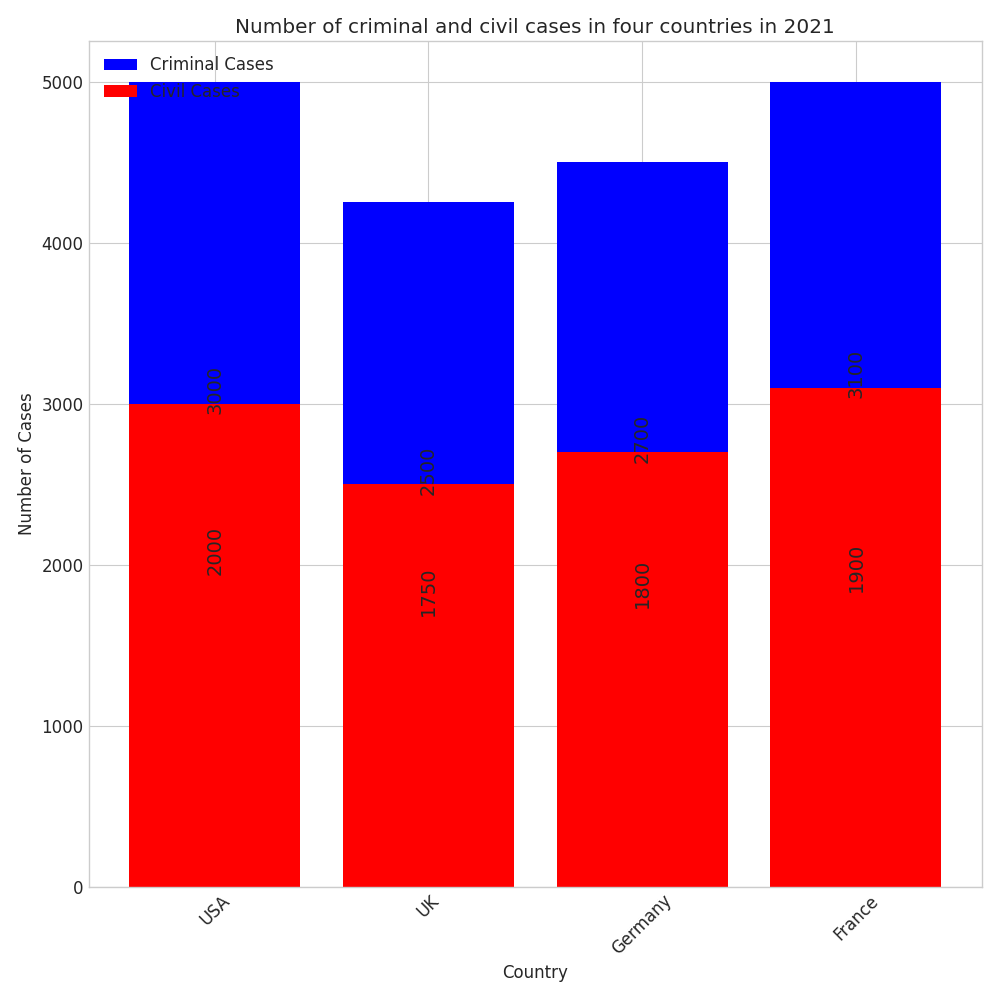 Number of criminal and civil cases in four countries in 2021
Criminal Cases
Civil Cases
5000
4000
3000
2000
1000
0
Number of Cases
3000
2500
2700
3100
2000
1750
1800
1900
USA
UK
Germany
France
Country